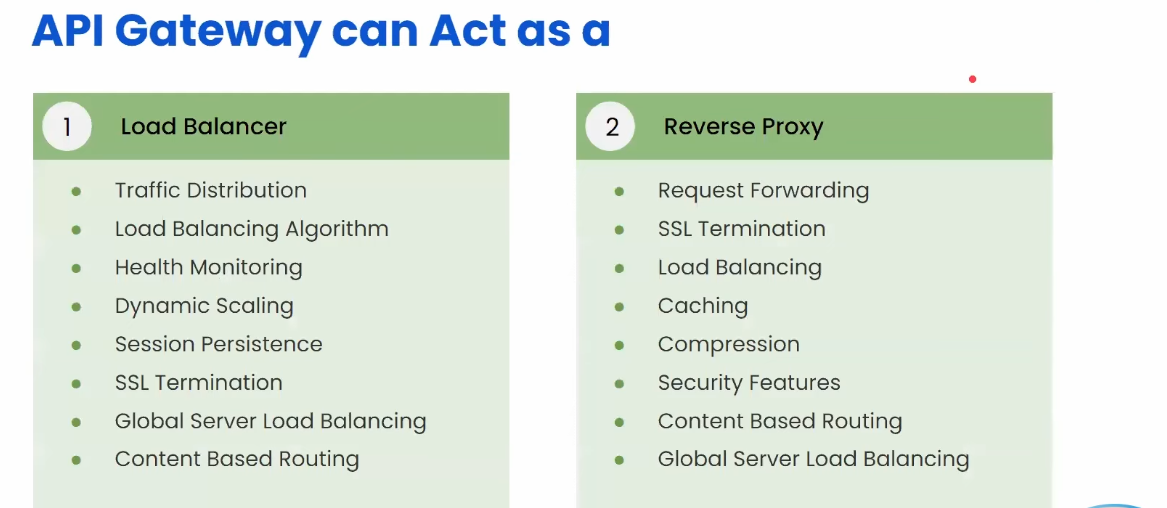 API Gateway can Act as a
1 Load Balancer
Traffic Distribution
Load Balancing Algorithm
Health Monitoring
Dynamic Scaling
Session Persistence
SSL Termination
Global Server Load Balancing
Content Based Routing
2 Reverse Proxy
Request Forwarding
SSL Termination
Load Balancing
Caching
Compression
Security Features
Content Based Routing
Global Server Load Balancing